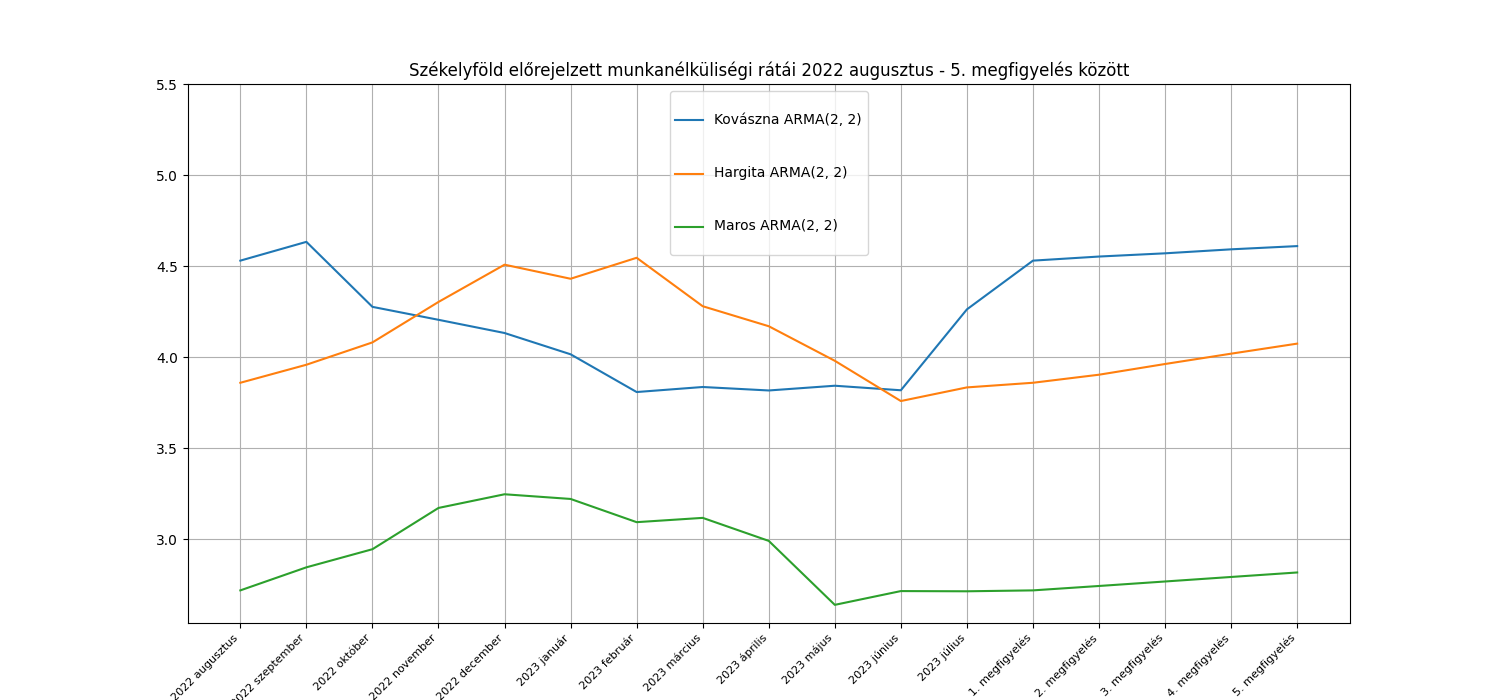 Székelyföld előrejelzett munkanélküliségi rátái 2022 augusztus - 5. megfigyelés között
5.5
5.0
4.5
4.0
3.5
3.0
Kovászna ARMA(2, 2)
Hargita ARMA(2, 2)
Maros ARMA(2, 2)
2022 augusztus
2022 szeptember
2022 október
2022 november
2022 december
2023 január
2023 február
2023 március
2023 április
2023 május
2023 június
2023 július
1. megfigyelés
2. megfigyelés
3. megfigyelés
4. megfigyelés
5. megfigyelés